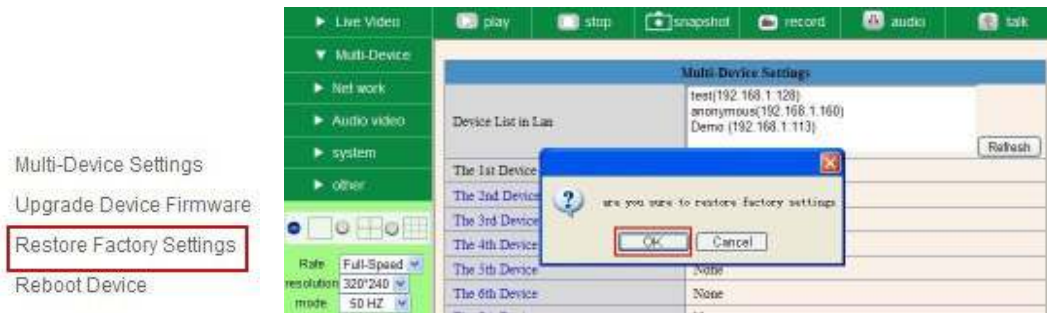 Multi-Device Settings
Upgrade Device Firmware
Restore Factory Settings
Reboot Device
Live Video
Multi-Device
Net work
Audio video
system
other
Rate Full-Speed
resolution 320*240
mode 50 HZ
play stop snapshot record audio talk
Multi-Device Settings
Device List in Lan
test(192.168.1.128)
anonymous(192.168.1.160)
Demo (192.168.1.113)
Refresh
The 1st Device
The 2nd Device
The 3rd Device
The 4th Device
The 5th Device None
The 6th Device None
are you sure to restore factory settings
OK Cancel